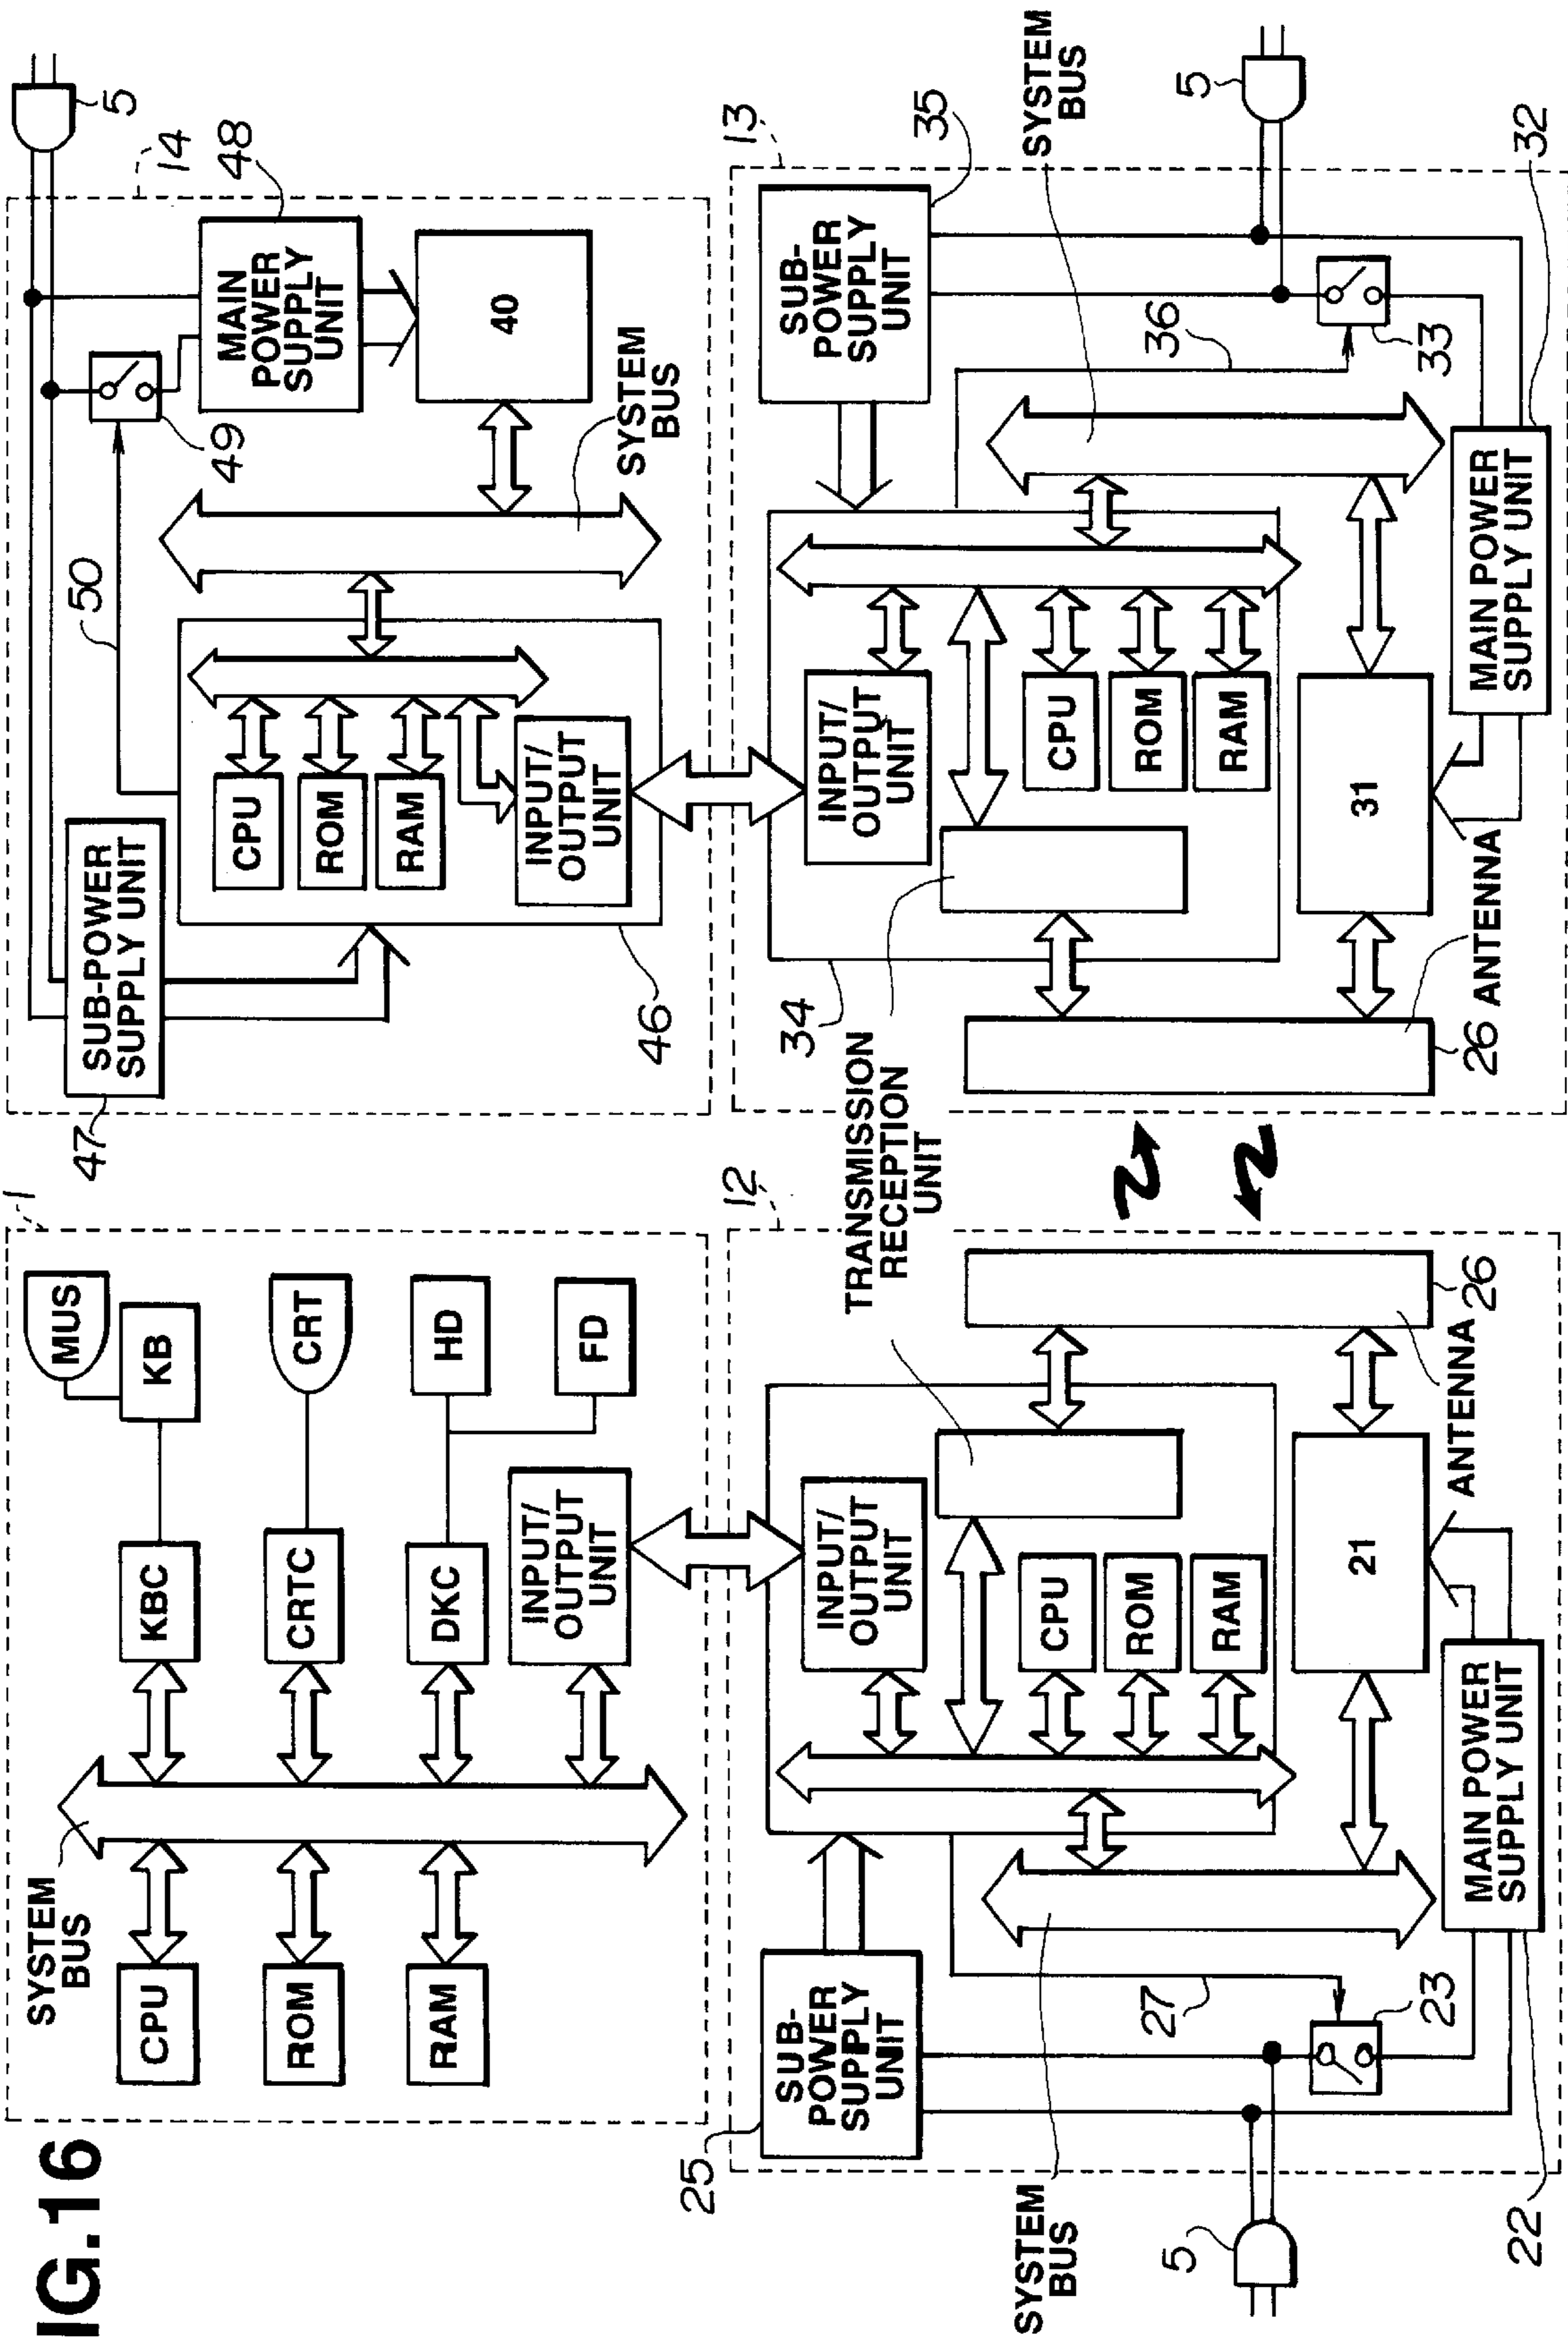 IG.16
SYSTEM
BUS
CPU
ROM
RAM
KBC
CRTC
DKC
INPUT/
OUTPUT
UNIT
MUS
KB
CRT
HD
FD
1
47
SUB-POWER
SUPPLY UNIT
CPU
ROM
RAM
INPUT/
OUTPUT
UNIT
46
50
49
MAIN
POWER
SUPPLY
UNIT
48
40
SYSTEM
BUS
14
5
25
SUB-
POWER
SUPPLY
UNIT
SYSTEM
BUS
5
27
23
22
MAIN POWER
SUPPLY UNIT
INPUT/
OUTPUT
UNIT
CPU
ROM
RAM
21
ANTENNA
26
12
TRANSMISSION
RECEPTION
UNIT
34
26
ANTENNA
INPUT/
OUTPUT
UNIT
CPU
ROM
RAM
31
MAIN POWER
SUPPLY UNIT
32
SUB-
POWER
SUPPLY
UNIT
35
36
33
13
SYSTEM
BUS
5